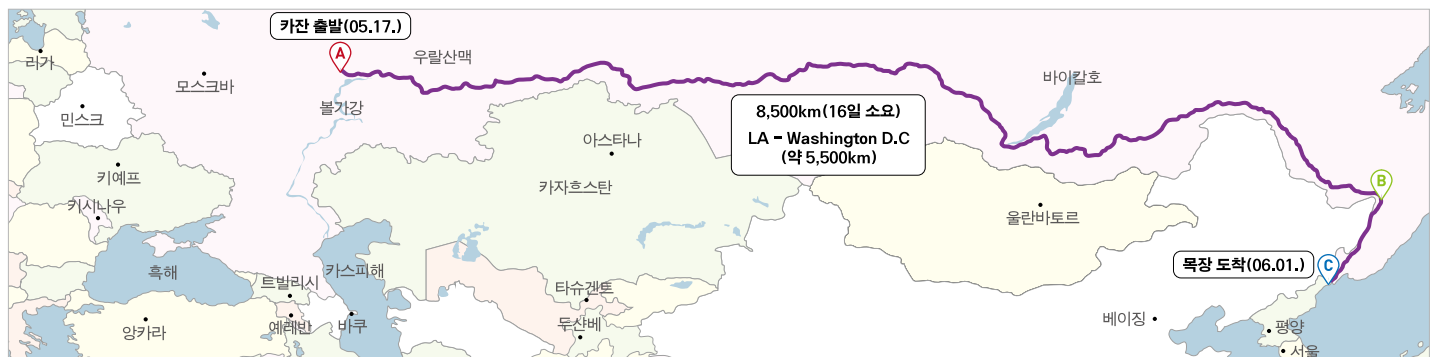 카잔 출발(05.17.)
A
우랄산맥
리가
모스크바
바이칼호
볼가강
민스크
8,500km(16일 소요)
LA - Washington D.C
(약 5,500km)
아스타나
키예프
카자흐스탄
B
키시나우
울란바토르
목장 도착(06.01.)
C
흑해
카스피해
트빌리시
타슈겐트
앙카라
예레반
바쿠
두샨베
베이징
평양
서울